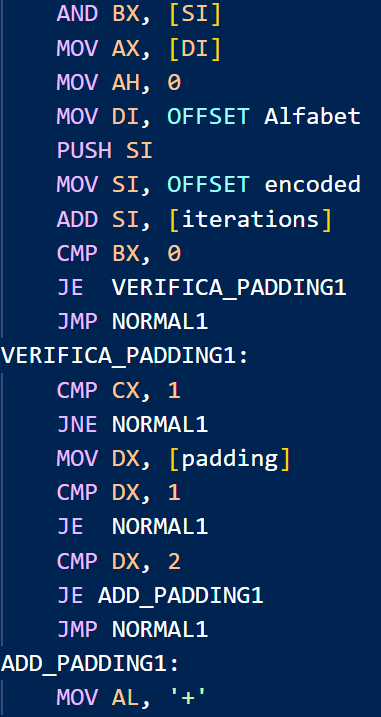 AND BX, [SI]
MOV AX, [DI]
MOV AH, 0
MOV DI, OFFSET Alfabet
PUSH SI
MOV SI, OFFSET encoded
ADD SI, [iterations]
CMP BX, 0
JE  VERIFICA_PADDING1
JMP NORMAL1
VERIFICA_PADDING1:
CMP CX, 1
JNE NORMAL1
MOV DX, [padding]
CMP DX, 1
JE  NORMAL1
CMP DX, 2
JE ADD_PADDING1
JMP NORMAL1
ADD_PADDING1:
MOV AL, '+'